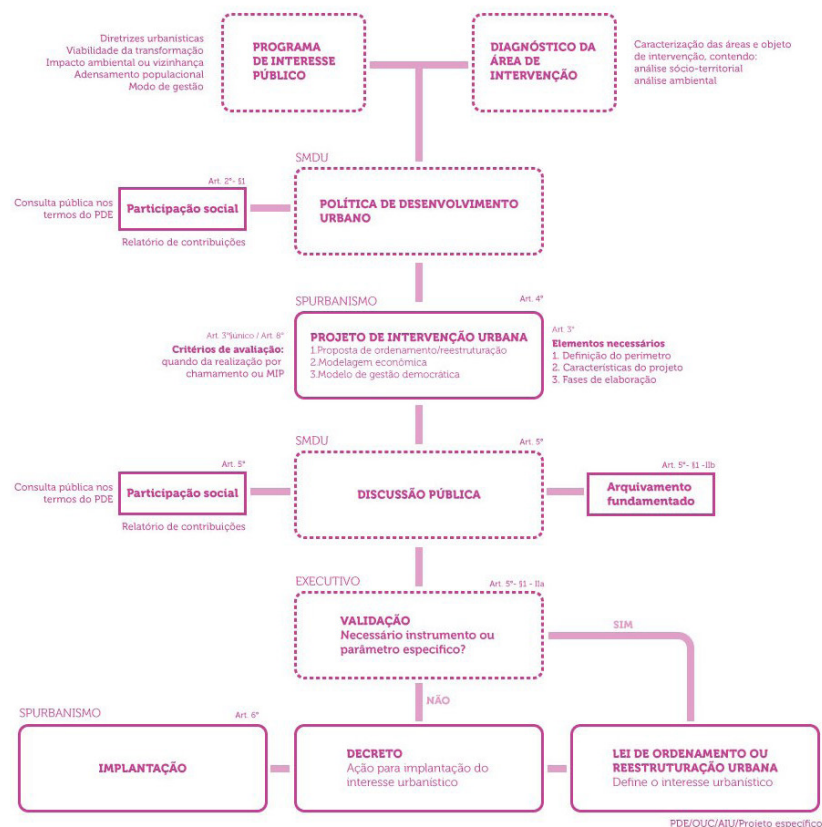 Diretrizes urbanísticas
Viabilidade da transformação
Impacto ambiental ou vizinhança
Adensamento populacional
Modo de gestão
PROGRAMA
DE INTERESSE
PÚBLICO
DIAGNÓSTICO DA
ÁREA DE
INTERVENÇÃO
Caracterização das áreas e objeto
de intervenção, contendo:
análise sócio-territorial
análise ambiental
SMDU
Art. 2º- §1
Consulta pública nos
termos do PDE
Participação social
Relatório de contribuições
POLÍTICA DE DESENVOLVIMENTO
URBANO
SPURBANISMO
Art. 4º
Art. 3º§único / Art. 6º
Critérios de avaliação:
quando da realização por
chamamento ou MIP
PROJETO DE INTERVENÇÃO URBANA
1.Proposta de ordenamento/reestruturação
2.Modelagem econômica
3.Modelo de gestão democrática
Art. 3º
Elementos necessários
1. Definição do perímetro
2. Características do projeto
3. Fases de elaboração
SMDU
Art. 5º
Art. 5º
Consulta pública nos
termos do PDE
Participação social
Relatório de contribuições
DISCUSSÃO PÚBLICA
Art. 5º- §1 -IIb
Arquivamento
fundamentado
EXECUTIVO
Art. 5º- §1 - IIa
VALIDAÇÃO
Necessário instrumento ou
parâmetro específico?
SIM
NÃO
SPURBANISMO
Art. 6º
IMPLANTAÇÃO
DECRETO
Ação para implantação do
interesse urbanístico
LEI DE ORDENAMENTO OU
REESTRUTURAÇÃO URBANA
Define o interesse urbanístico
PDE/OUC/AIU/Projeto específico